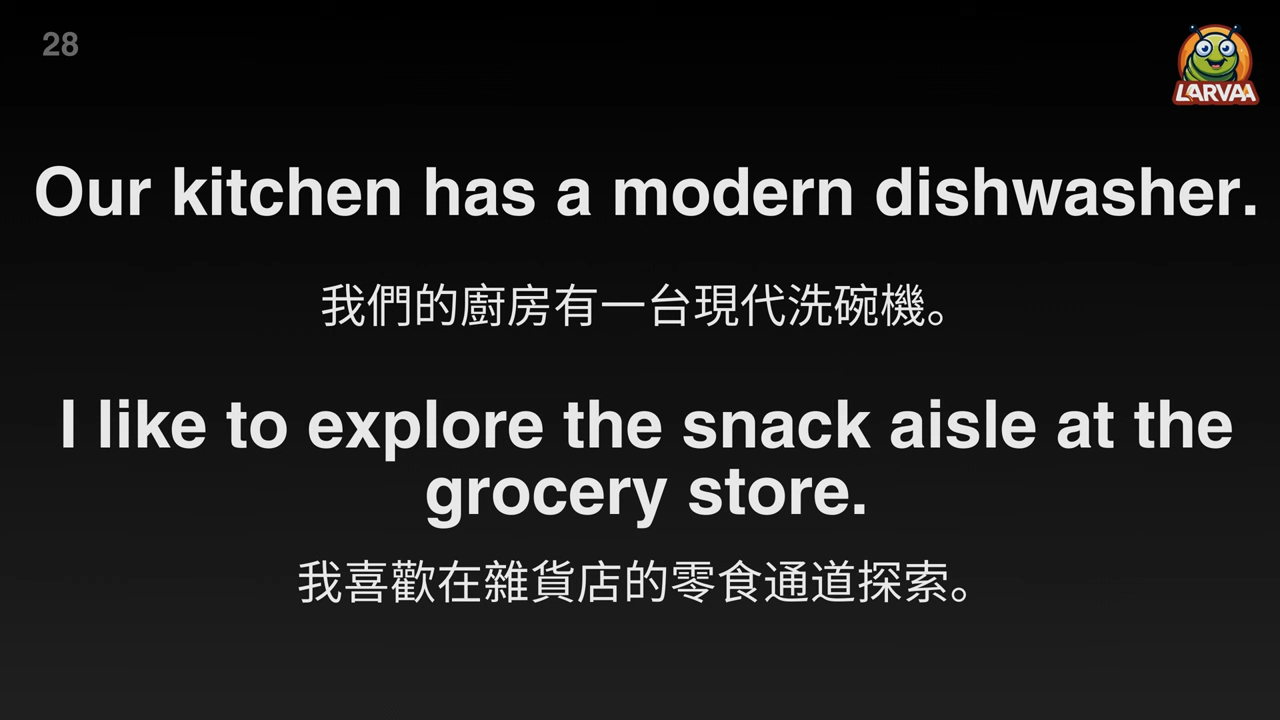 28
LARVAA
Our kitchen has a modern dishwasher.
我們的廚房有一台現代洗碗機。
I like to explore the snack aisle at the
grocery store.
我喜歡在雜貨店的零食通道探索。